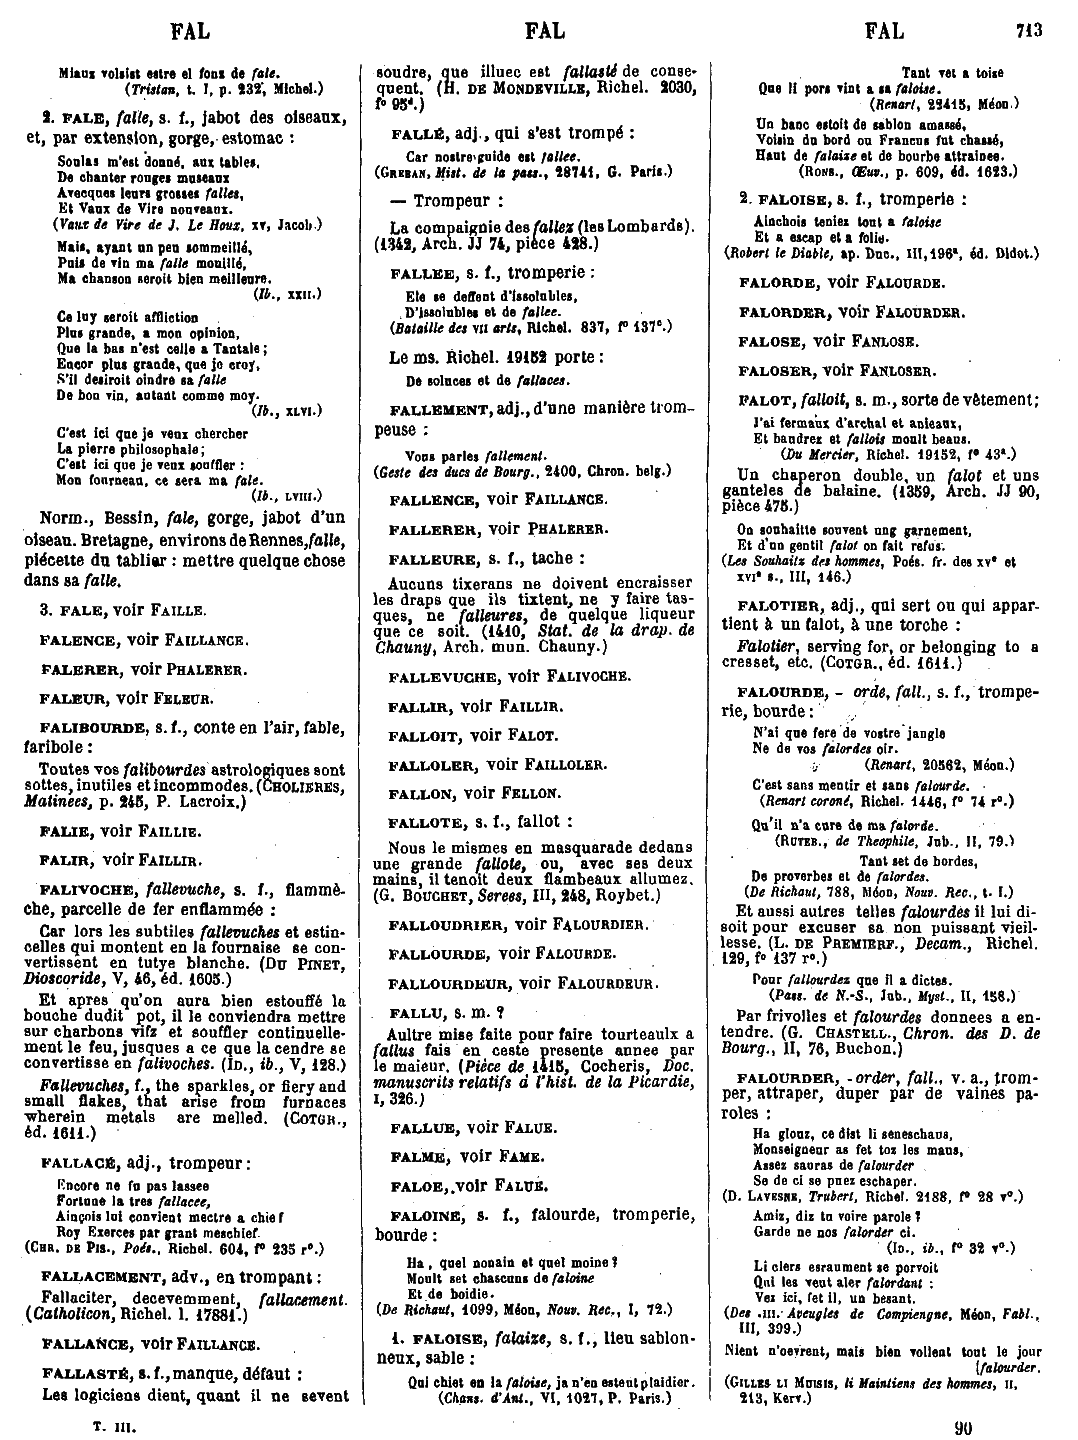 FAL
FAL
FAL
713
Miauz volsist estre el fons de fale.
(Tristan, t. I, p. 232, Michel.)
2. FALE, falle, s. f., jabot des oiseaux,
et, par extension, gorge, estomac :
Soulas m'est donné, aux tables,
De chanter rouges museaux
Avecques leurs grosses falles,
Et Vaux de Vire nouveaux.
(Vaux de Vire de J. Le Houx, XV, Jacob.)
Mais, ayant un peu sommeillé,
Puis de vin ma falle mouillé,
Ma chanson seroit bien meilleure.
(Ib., XXII.)
Ce luy seroit affliction
Plus grande, a mon opinion,
Que la bas n'est celle a Tantale ;
Encor plus grande, que je croy,
S'il desiroit oindre sa falle
De bon vin, autant comme moy.
(Ib., XLVI.)
C'est ici que je veux chercher
La pierre philosophale ;
C'est ici que je veux souffler :
Mon fourneau, ce sera ma fale.
(Ib., LVIII.)
Norm., Bessin, fale, gorge, jabot d'un
oiseau. Bretagne, environs de Rennes, falle,
piécette du tablier : mettre quelque chose
dans sa falle.
3. FALE, voir FAILLE.
FALENCE, voir FAILLANCE.
FALERER, voir PHALERER.
FALEUR, voir FELEUR.
FALIBOURDE, s. f., conte en l'air, fable,
faribole :
Toutes vos falibourdes astrologiques sont
sottes, inutiles et incommodes. (CHOLIERES,
Matinees, p. 245, P. Lacroix.)
FALIE, voir FAILLIE.
FALIR, voir FAILLIR.
FALIVOCHE, fallevuche, s. f., flammè-
che, parcelle de fer enflammée :
Car lors les subtiles fallevuches et estin-
celles qui montent en la fournaise se con-
vertissent en tutye blanche. (DU PINET,
Dioscoride, V, 46, éd. 1605.)
Et apres qu'on aura bien estouffé la
bouche dudit pot, il le conviendra mettre
sur charbons vifz et souffler continuelle-
ment le feu, jusques a ce que la cendre se
convertisse en falivoches. (ID., ib., V, 128.)
Fallevuches, f., the sparkles, or fiery and
small flakes, that arise from furnaces
wherein metals are melled. (COTGR.,
éd. 1611.)
FALLACÉ, adj., trompeur :
Encore ne fu pas lassee
Fortune la tres fallacee,
Ainçois lui convient mectre a chief
Roy Exerces par grant meschief.
(CHR. DE PIS., Poés., Richel. 604, f° 235 r°.)
FALLACEMENT, adv., en trompant :
Fallaciter, decevemment, fallacement.
(Catholicon, Richel. l. 17881.)
FALLANCE, voir FAILLANCE.
FALLASTÉ, s. f., manque, défaut :
Les logiciens dient, quant il ne sevent
T. III.
soudre, que illuec est fallasté de conse-
quent. (H. DE MONDEVILLE, Richel. 2030,
f° 95d.)
FALLÉ, adj., qui s'est trompé :
Car nostre guide est fallee.
(GREBAN, Mist. de la pass., 28741, G. Paris.)
— Trompeur :
La compaignie des fallez (les Lombards).
(1342, Arch. JJ 74, pièce 428.)
FALLEE, s. f., tromperie :
Ele se deffent d'issolubles,
D'issolubles et de fallee.
(Bataille des VII arts, Richel. 837, f° 137c.)
Le ms. Richel. 19152 porte :
De soluces et de fallaces.
FALLEMENT, adj., d'une manière trom-
peuse :
Vous parles fallement.
(Geste des ducs de Bourg., 2400, Chron. belg.)
FALLENCE, voir FAILLANCE.
FALLERER, voir PHALERER.
FALLEURE, s. f., tache :
Aucuns tixerans ne doivent encraisser
les draps que ils tixtent, ne y faire tas-
ques, ne falleures, de quelque liqueur
que ce soit. (1410, Stat. de la drap. de
Chauny, Arch. mun. Chauny.)
FALLEVUCHE, voir FALIVOCHE.
FALLIR, voir FAILLIR.
FALLOIT, voir FALOT.
FALLOLER, voir FAILLOLER.
FALLON, voir FELLON.
FALLOTE, s. f., fallot :
Nous le mismes en masquarade dedans
une grande fallote, ou, avec ses deux
mains, il tenoit deux flambeaux allumez.
(G. BOUCHET, Serees, III, 248, Roybet.)
FALLOUDRIER, voir FALOURDIER.
FALLOURDE, voir FALOURDE.
FALLOURDEUR, voir FALOURDEUR.
FALLU, s. m. ?
Aultre mise faite pour faire tourteaulx a
fallus fais en ceste presente annee par
le maieur. (Pièce de 1415, Cocheris, Doc.
manuscrits relatifs à l'hist. de la Picardie,
I, 326.)
FALLUE, voir FALUE.
FALME, voir FAME.
FALOE, voir FALUE.
FALOINE, s. f., falourde, tromperie,
bourde :
Ha, quel nonain et quel moine ?
Moult set chascuns de faloine
Et de boidie.
(De Richaut, 1099, Méon, Nouv. Rec., I, 72.)
1. FALOISE, falaize, s. f., lieu sablon-
neux, sable :
Qui chiet en la faloise, ja n'en esteut plaidier.
(Chans. d'Ant., VI, 1027, P. Paris.)
Tant vet a toise
Que li pors vint a sa faloise.
(Renart, 22415, Méon.)
Un banc estoit de sablon amassé,
Voisin du bord ou Francus fut chassé,
Haut de falaize et de bourbe attrainee.
(RONS., Œuv., p. 609, éd. 1623.)
2. FALOISE, s. f., tromperie :
Ainchois teniez tout a faloise
Et a escap et a folie.
(Robert le Diable, ap. Duc., III, 196a, éd. Didot.)
FALORDE, voir FALOURDE.
FALORDER, voir FALOURDER.
FALOSE, voir FANLOSE.
FALOSER, voir FANLOSER.
FALOT, falloit, s. m., sorte de vêtement ;
J'ai fermaux d'archal et anieaux,
Et baudrez et fallois moult beaus.
(Du Mercier, Richel. 19152, f° 43a.)
Un chaperon double, un falot et uns
ganteles de balaine. (1359, Arch. JJ 90,
pièce 475.)
On souhaitte souvent ung garnement,
Et d'un gentil falot on fait refus.
(Les Souhaitz des hommes, Poés. fr. des XVe et
XVIe s., III, 146.)
FALOTIER, adj., qui sert ou qui appar-
tient à un falot, à une torche :
Falotier, serving for, or belonging to a
cresset, etc. (COTGR., éd. 1611.)
FALOURDE, - orde, fall., s. f., trompe-
rie, bourde :
N'ai que fere de vostre jangle
Ne de vos falordes oir.
(Renart, 20562, Méon.)
C'est sans mentir et sans falourde.
(Renart coroné, Richel. 1446, f° 74 r°.)
Qu'il n'a cure de ma falorde.
(RUTEB., de Theophile, Jub., II, 79.)
Tant set de bordes,
De proverbes et de falordes.
(De Richaut, 788, Méon, Nouv. Rec., t. I.)
Et aussi autres telles falourdes il lui di-
soit pour excuser sa non puissant vieil-
lesse. (L. DE PREMIERF., Decam., Richel.
129, f° 137 r°.)
Pour fallourdez que il a dictes.
(Pass. de N.-S., Jub., Myst., II, 158.)
Par frivolles et falourdes donnees a en-
tendre. (G. CHASTELL., Chron. des D. de
Bourg., II, 76, Buchon.)
FALOURDER, - order, fall., v. a., trom-
per, attraper, duper par de vaines pa-
roles :
Ha glouz, ce dist li seneschaus,
Monseigneur as fet toz les maus,
Assez sauras de falourder
Se de ci se puez eschaper.
(D. LAVESNE, Trubert, Richel. 2188, f° 28 v°.)
Amiz, diz tu voire parole ?
Garde ne nos falorder ci.
(ID., ib., f° 32 v°.)
Li clers esraument se porvoit
Qui les veut aler falordant :
Vez ici, fet il, un besant.
(Des .III. Aveugles de Compiengne, Méon, Fabl.,
III, 399.)
Nient n'oevrent, mais bien vollent tout le jour
[falourder.
(GILLES LI MUISIS, li Maintiens des hommes, II,
213, Kerv.)
90